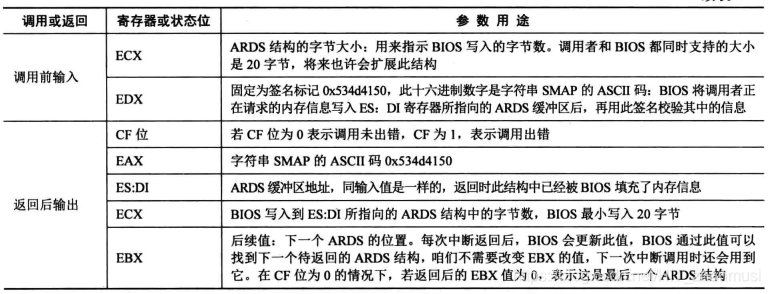 调用或返回 寄存器或状态位 参 数 用 途
调用前输入
ECX
ARDS 结构的字节大小：用来指示 BIOS 写入的字节数。调用者和 BIOS 都同时支持的大小
是 20 字节，将来也许会扩展此结构
EDX
固定为签名标记 0x534d4150，此十六进制数字是字符串 SMAP 的 ASCII 码：BIOS 将调用者正
在请求的内存信息写入 ES：DI 寄存器所指向的 ARDS 缓冲区后，再用此签名校验其中的信息
返回后输出
CF 位
若 CF 位为 0 表示调用未出错，CF 为 1，表示调用出错
EAX
字符串 SMAP 的 ASCII 码 0x534d4150
ES:DI
ARDS 缓冲区地址，同输入值是一样的，返回时此结构中已经被 BIOS 填充了内存信息
ECX
BIOS 写入到 ES:DI 所指向的 ARDS 结构中的字节数，BIOS 最小写入 20 字节
EBX
后续值：下一个 ARDS 的位置。每次中断返回后，BIOS 会更新此值，BIOS 通过此值可以
找到下一个待返回的 ARDS 结构，咱们不需要改变 EBX 的值，下一次中断调用时还会用到
它。在 CF 位为 0 的情况下，若返回后的 EBX 值为 0，表示这是最后一个 ARDS 结构